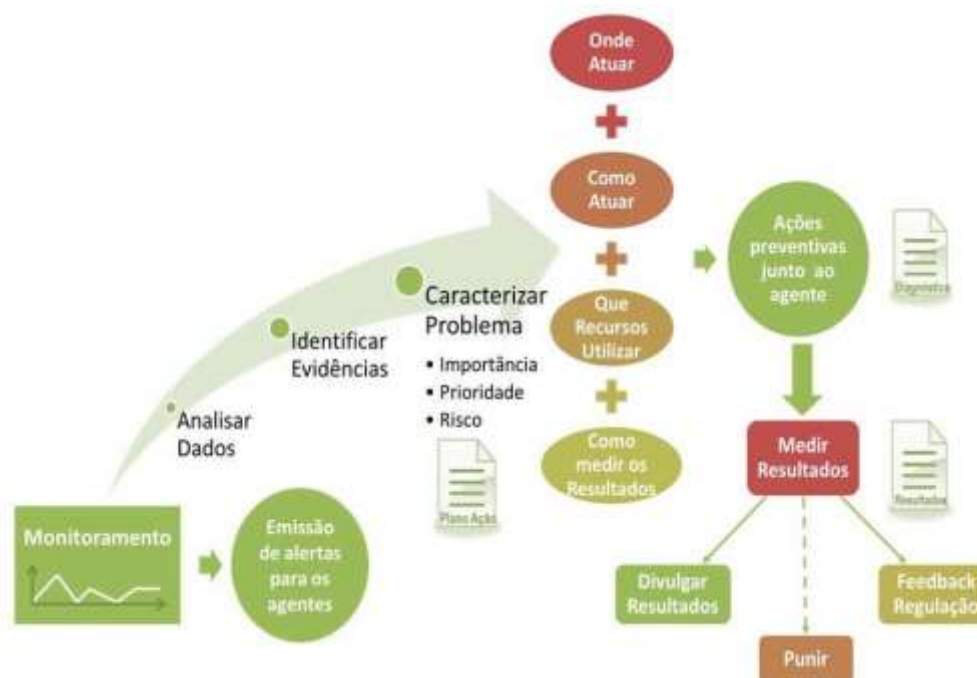 Onde
Atuar
Como
Atuar
Que
Recursos
Utilizar
Como
medir os
Resultados
Caracterizar
Problema
• Importância
• Prioridade
• Risco
Identificar
Evidências
Analisar
Dados
Plano Ação
Monitoramento
Emissão
de alertas
para os
agentes
Ações
preventivas
junto ao
agente
Diagnóstico
Medir
Resultados
Resultados
Divulgar
Resultados
Punir
Feedback
Regulação